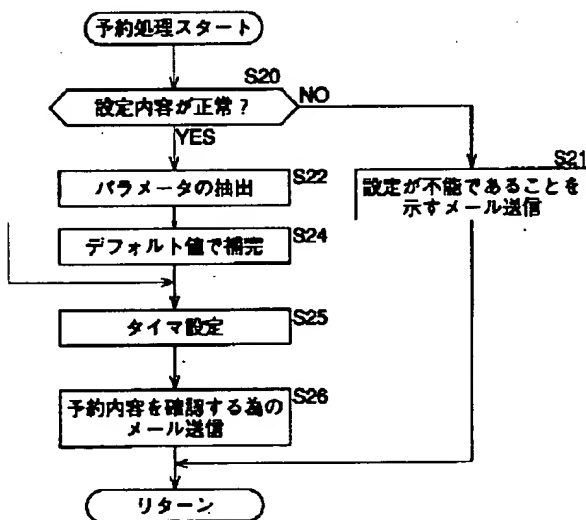 予約処理スタート
S20
設定内容が正常?
NO
YES
S21
設定が不能であることを
示すメール送信
S22
パラメータの抽出
S24
デフォルト値で補完
S25
タイマ設定
S26
予約内容を確認する為の
メール送信
リターン